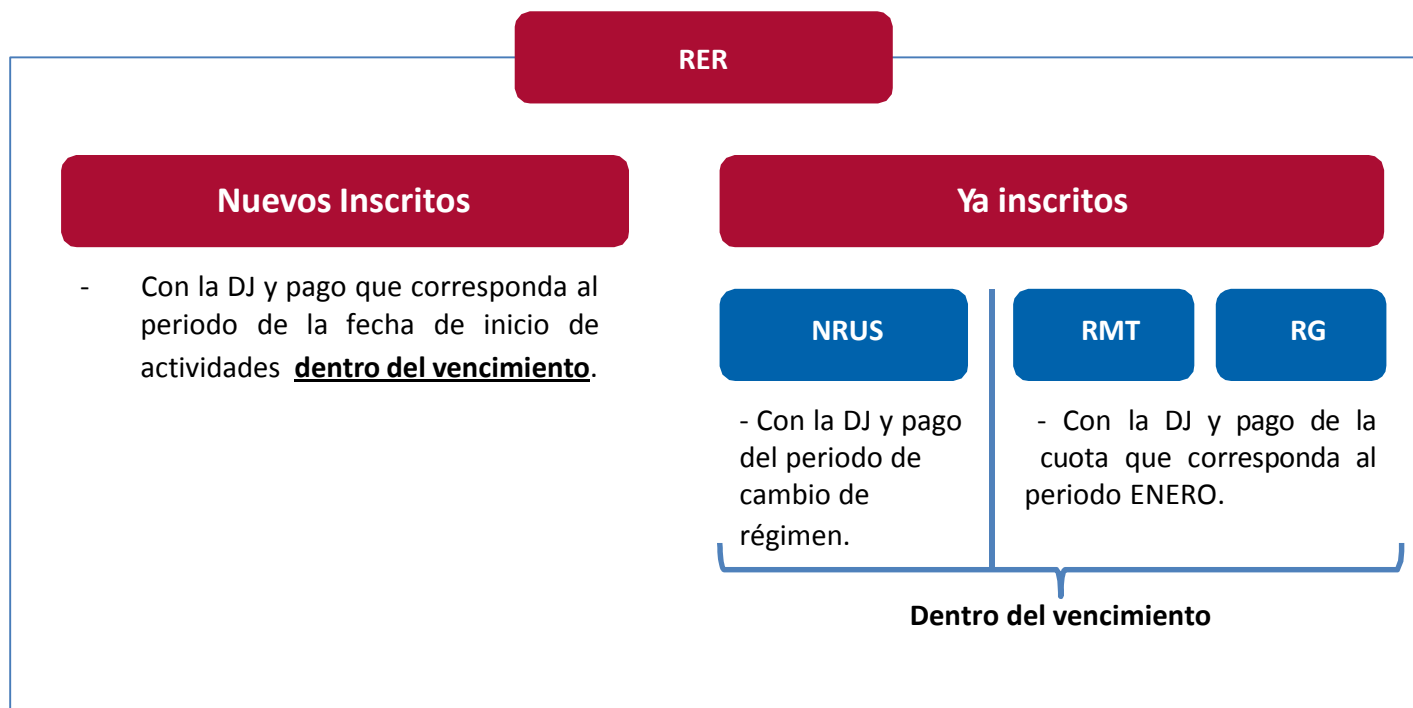 RER
Nuevos Inscritos
- Con la DJ y pago que corresponda al
periodo de la fecha de inicio de
actividades dentro del vencimiento.
Ya inscritos
NRUS
- Con la DJ y pago
del periodo de
cambio de
régimen.
RMT
RG
- Con la DJ y pago de la
cuota que corresponda al
periodo ENERO.
Dentro del vencimiento